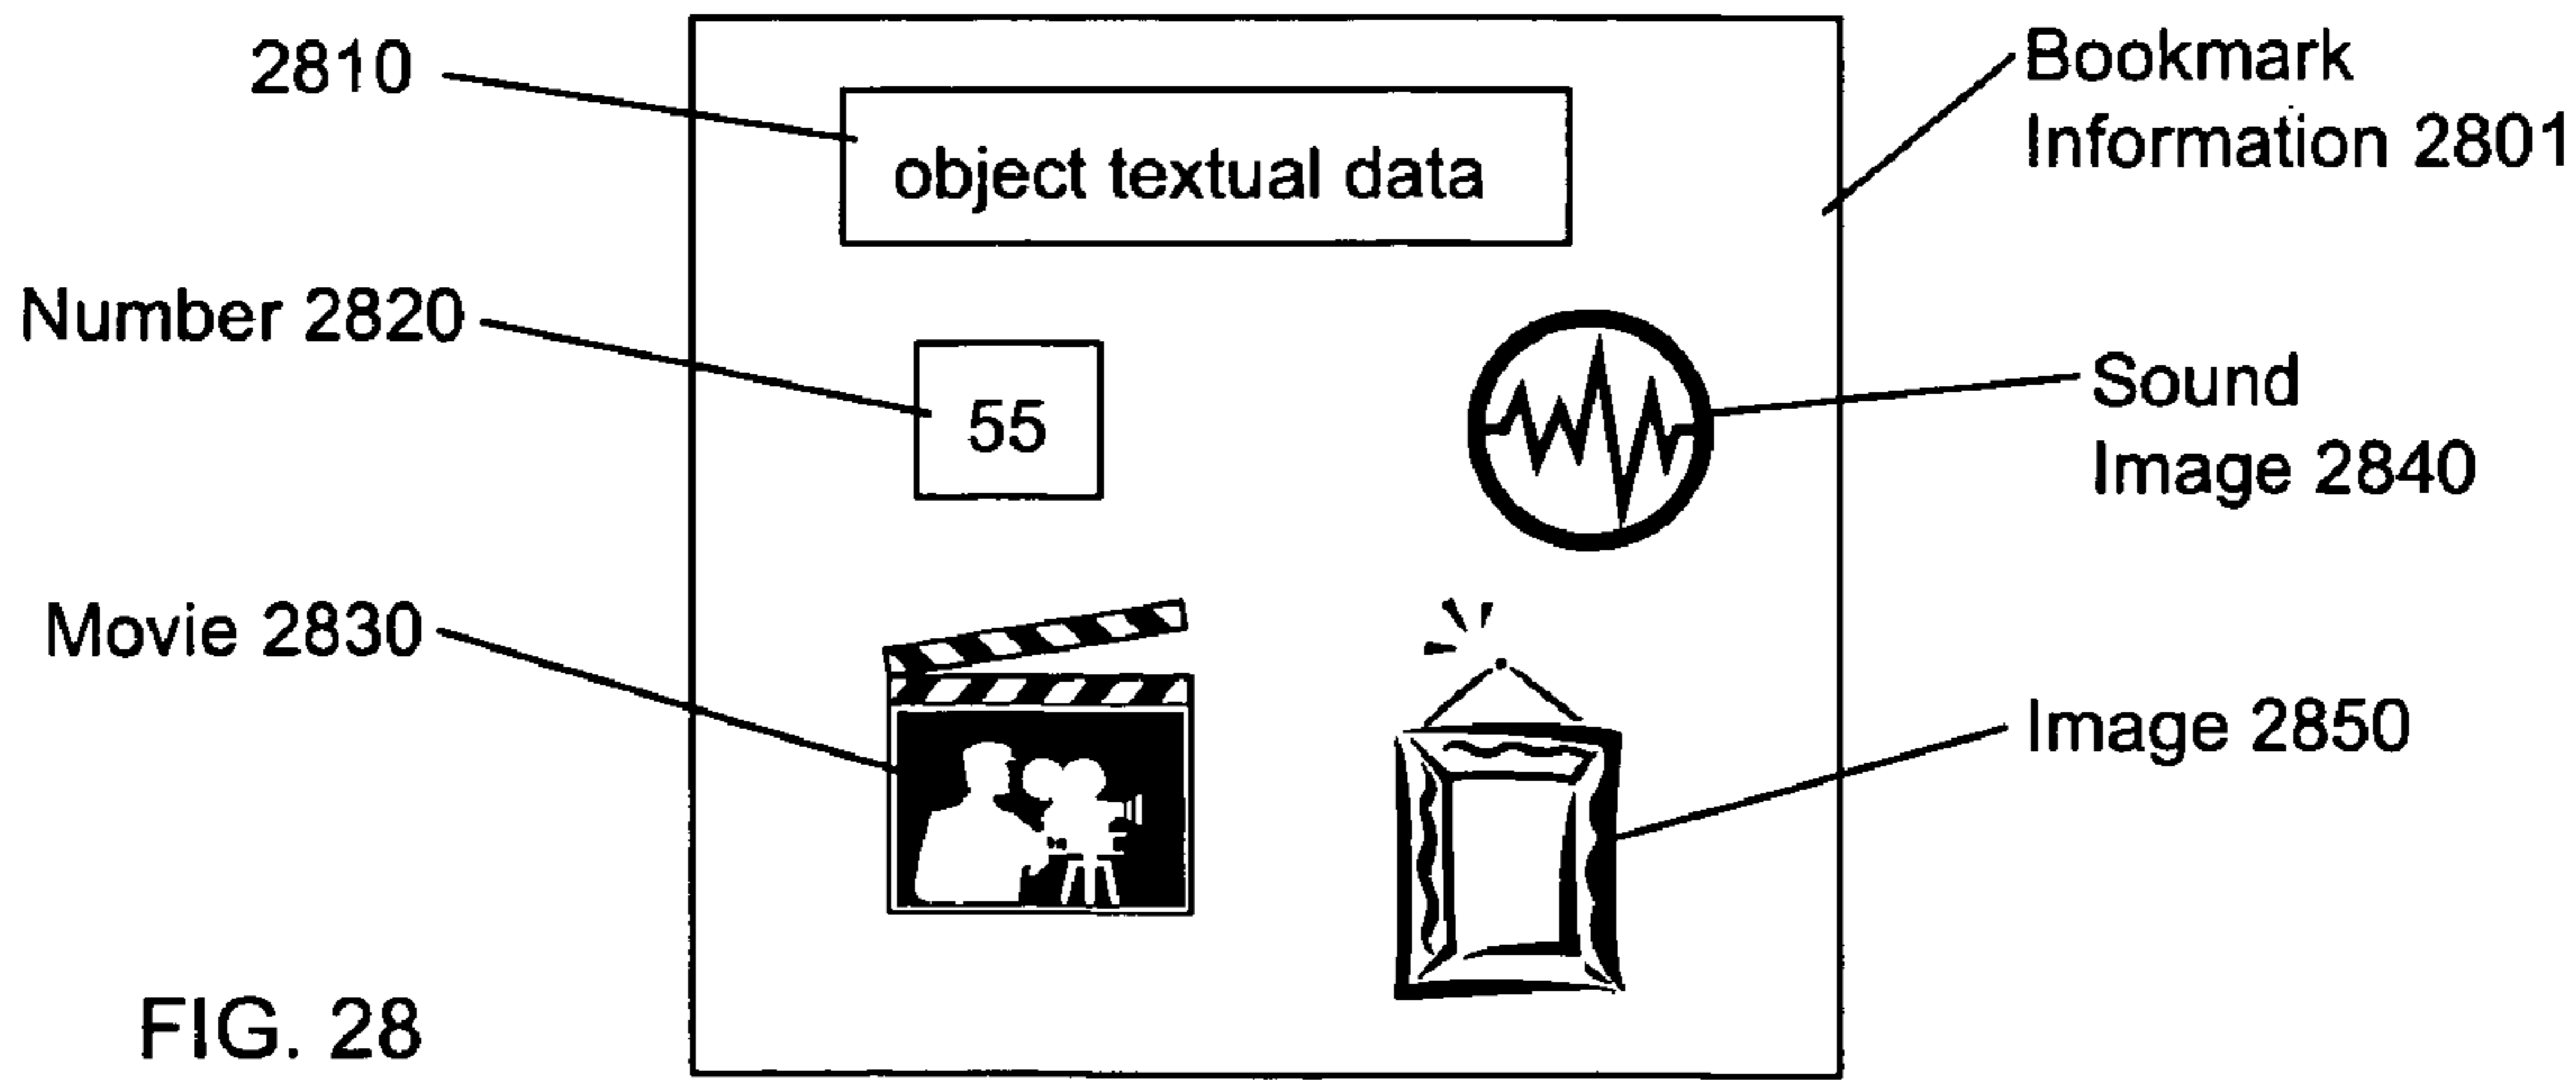 2810
object textual data
Bookmark
Information 2801
Number 2820
55
Sound
Image 2840
Movie 2830
Image 2850
FIG. 28